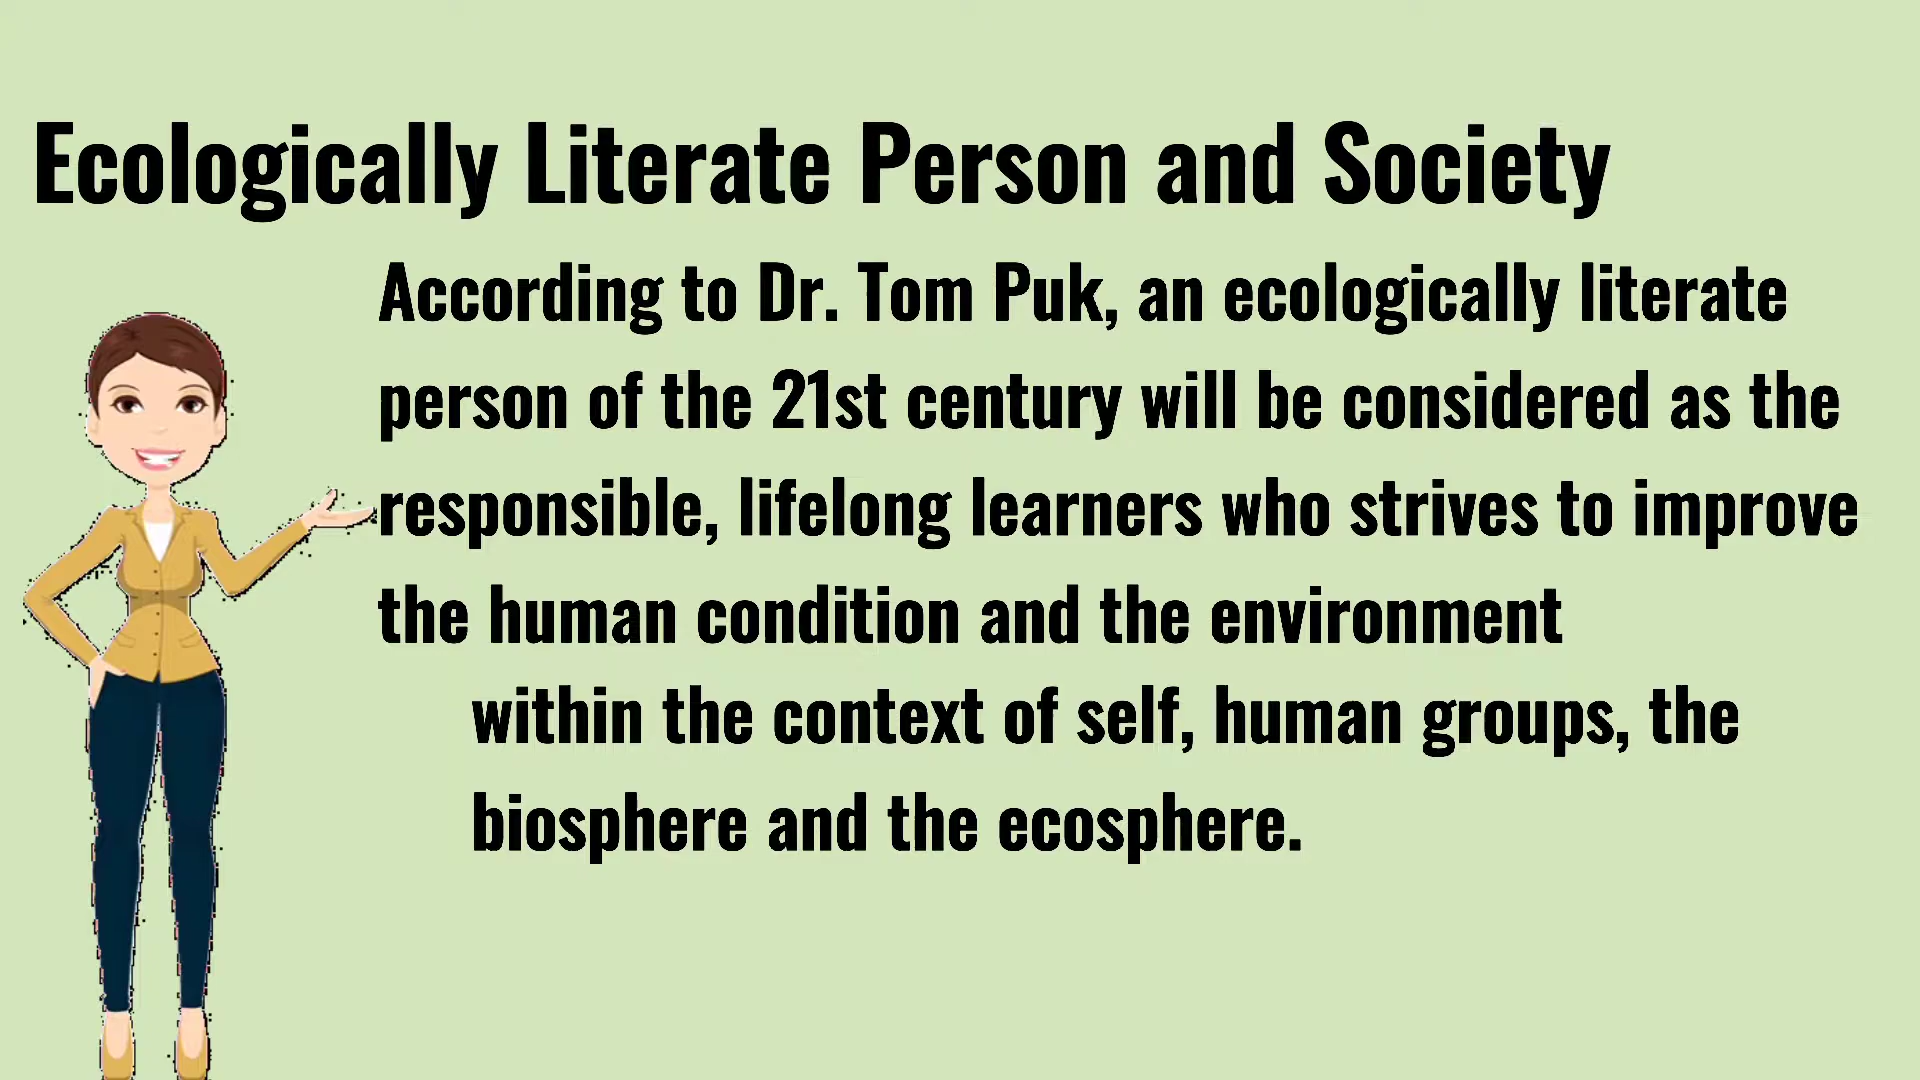 Ecologically Literate Person and Society
According to Dr. Tom Puk, an ecologically literate
person of the 21st century will be considered as the
responsible, lifelong learners who strives to improve
the human condition and the environment
within the context of self, human groups, the
biosphere and the ecosphere.